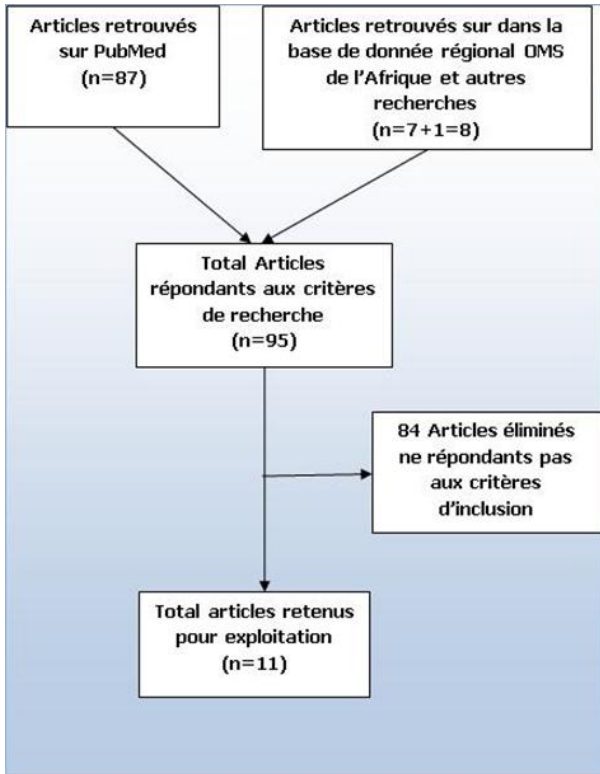 Articles retrouvés
sur PubMed
(n=87)
Articles retrouvés sur dans la
base de donnée régional OMS
de l'Afrique et autres
recherches
(n=7+1=8)
Total Articles
répondants aux critères
de recherche
(n=95)
84 Articles éliminés
ne répondants pas
aux critères
d'inclusion
Total articles retenus
pour exploitation
(n=11)